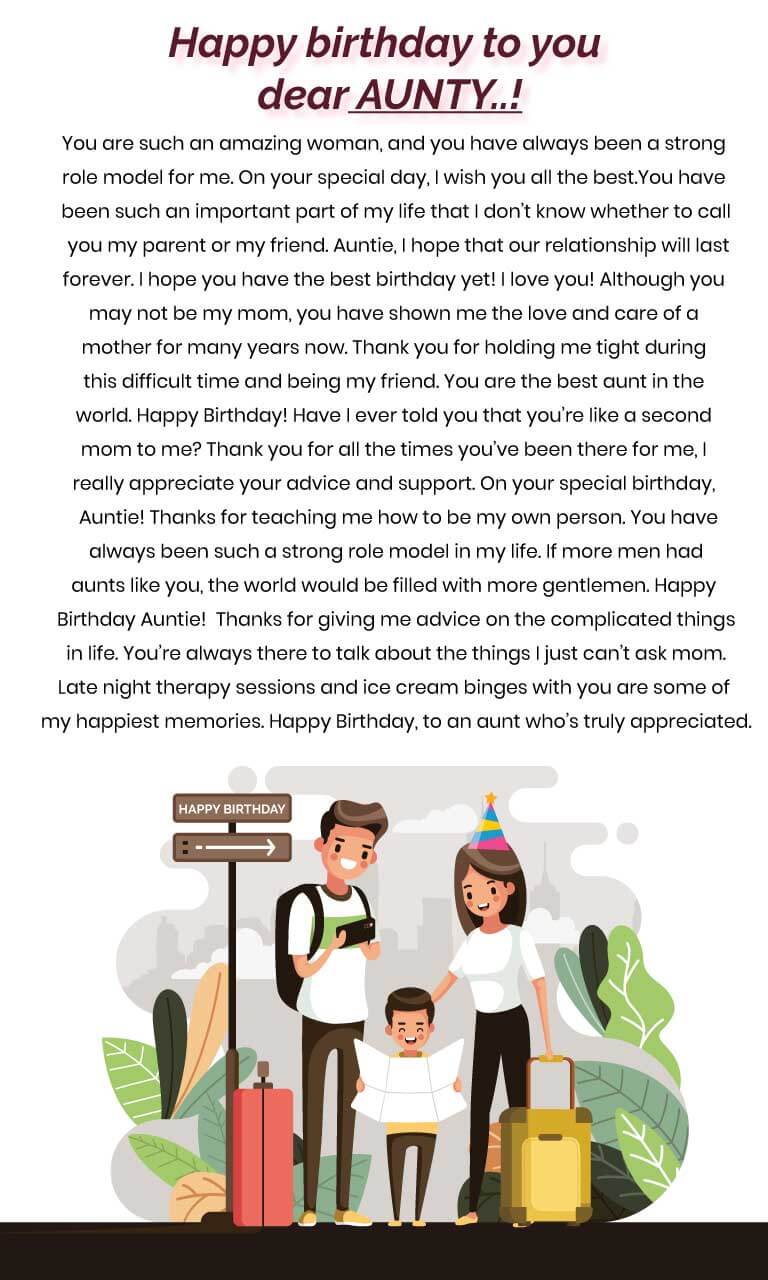 Happy birthday to you
dear AUNTY..!
You are such an amazing woman, and you have always been a strong
role model for me. On your special day, I wish you all the best.You have
been such an important part of my life that I don't know whether to call
you my parent or my friend. Auntie, I hope that our relationship will last
forever. I hope you have the best birthday yet! I love you! Although you
may not be my mom, you have shown me the love and care of a
mother for many years now. Thank you for holding me tight during
this difficult time and being my friend. You are the best aunt in the
world. Happy Birthday! Have I ever told you that you're like a second
mom to me? Thank you for all the times you've been there for me, I
really appreciate your advice and support. On your special birthday,
Auntie! Thanks for teaching me how to be my own person. You have
always been such a strong role model in my life. If more men had
aunts like you, the world would be filled with more gentlemen. Happy
Birthday Auntie!  Thanks for giving me advice on the complicated things
in life. You're always there to talk about the things I just can't ask mom.
Late night therapy sessions and ice cream binges with you are some of
my happiest memories. Happy Birthday, to an aunt who's truly appreciated.
HAPPY BIRTHDAY